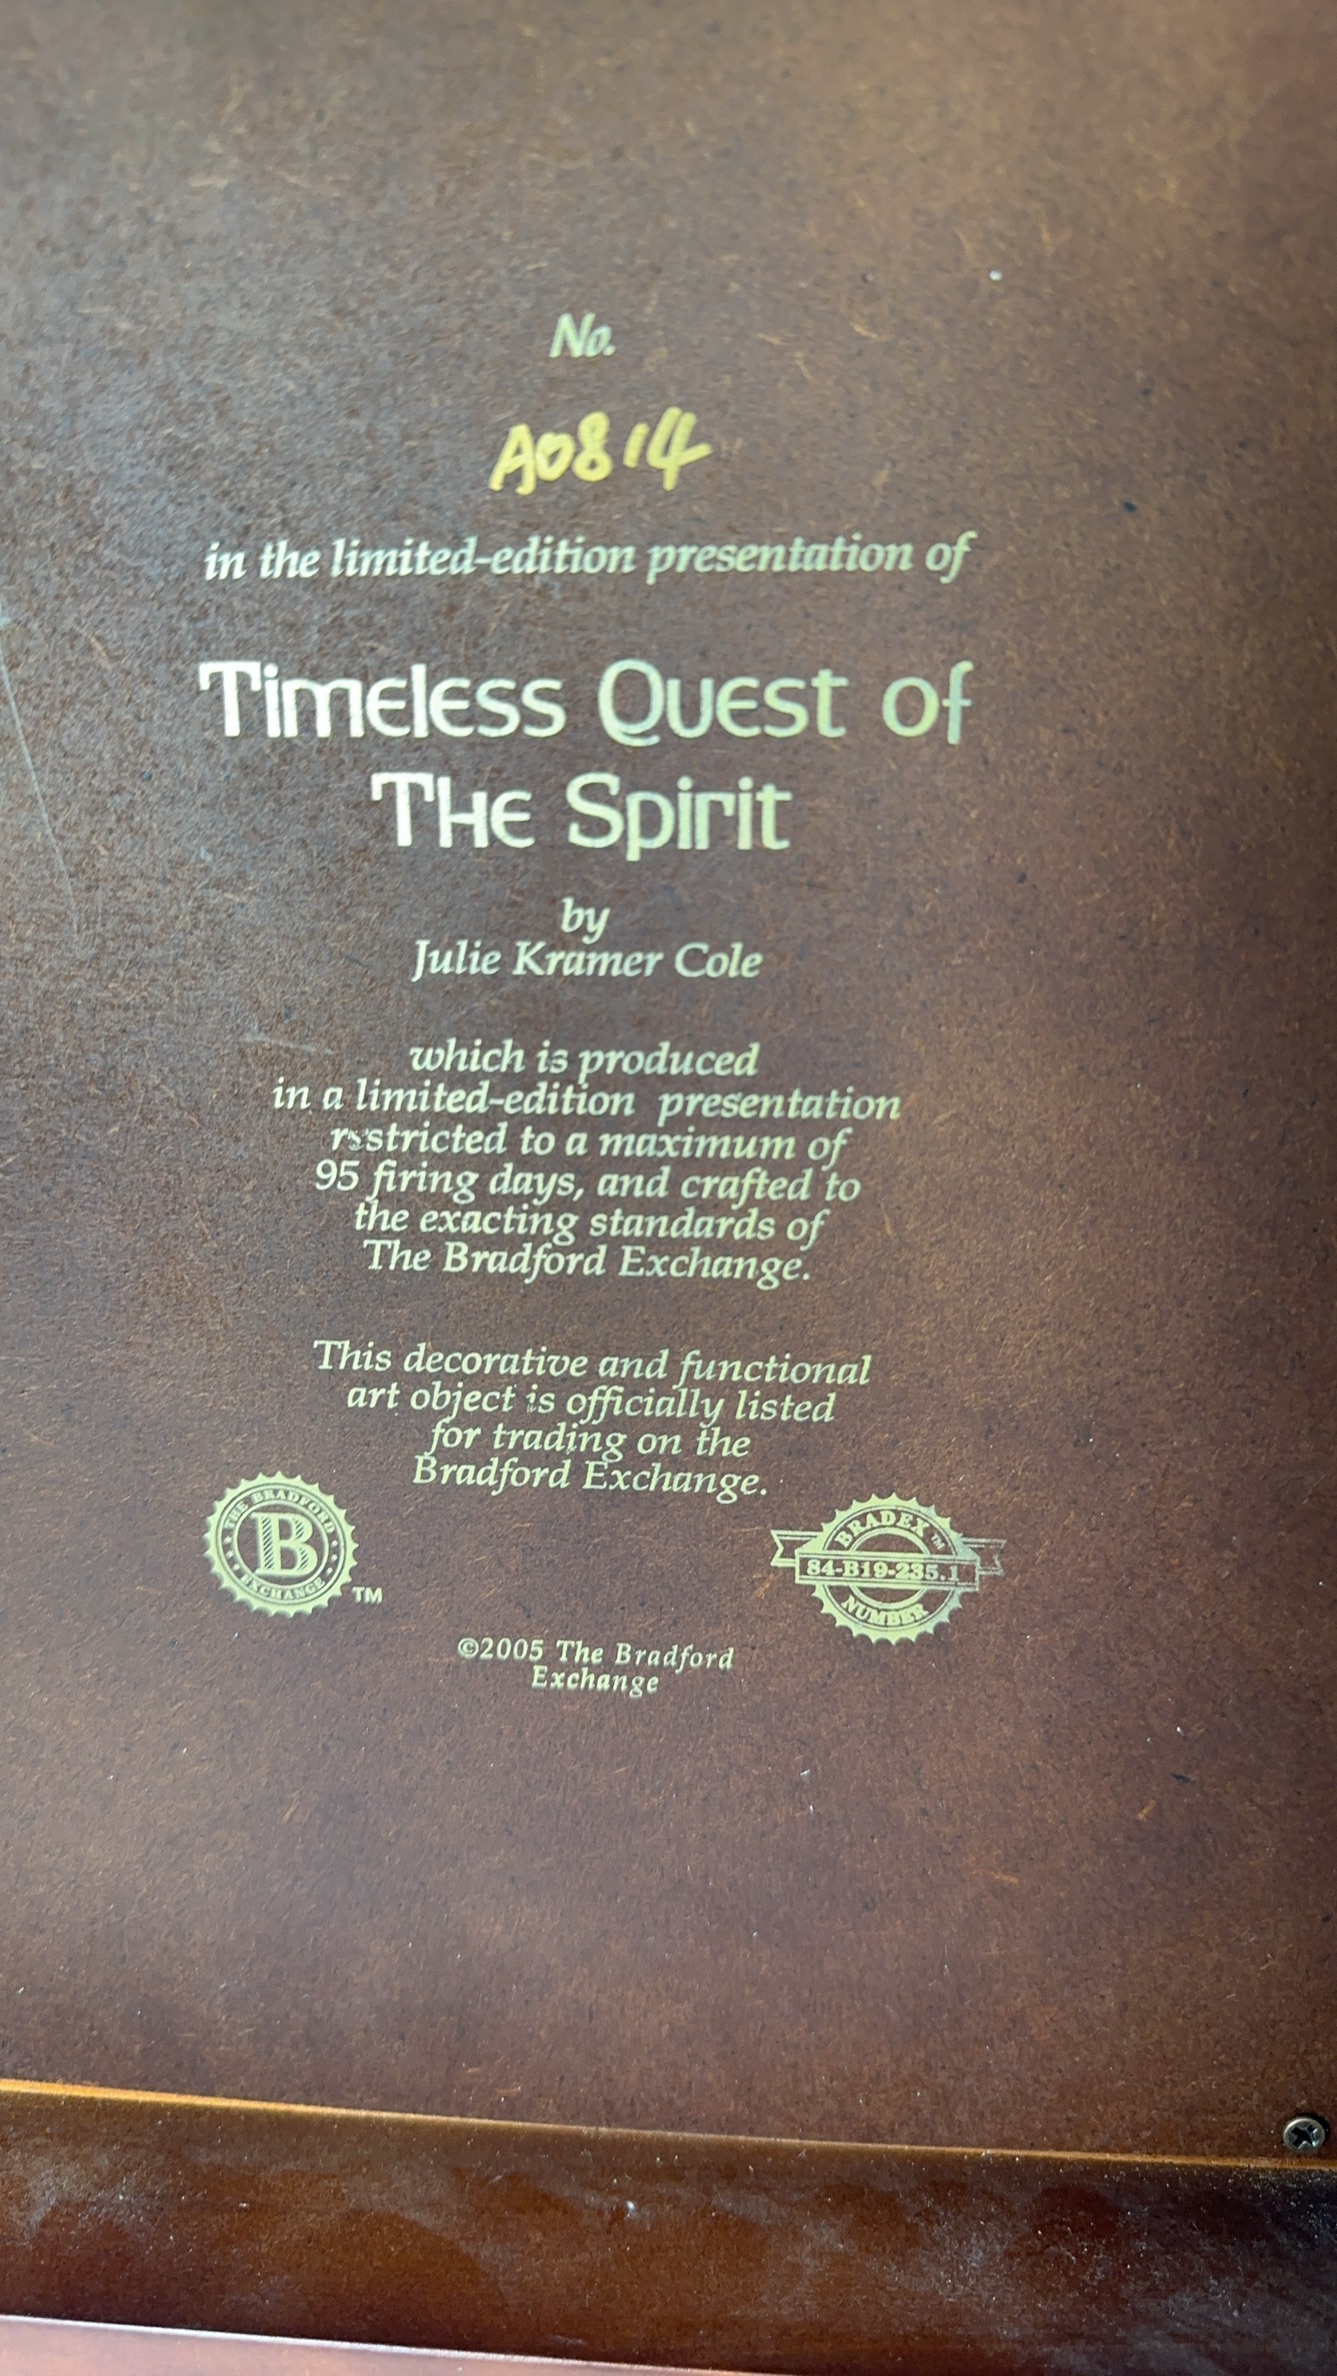 No.
A0814
in the limited-edition presentation of
Timeless Quest of
The Spirit
by
Julie Kramer Cole
which is produced
in a limited-edition presentation
restricted to a maximum of
95 firing days, and crafted to
the exacting standards of
The Bradford Exchange.
This decorative and functional
art object is officially listed
for trading on the
Bradford Exchange.
THE BRADFORD
B
EXCHANGE
TM
BRADEX™
84-B19-235.1
NUMBER
©2005 The Bradford
Exchange